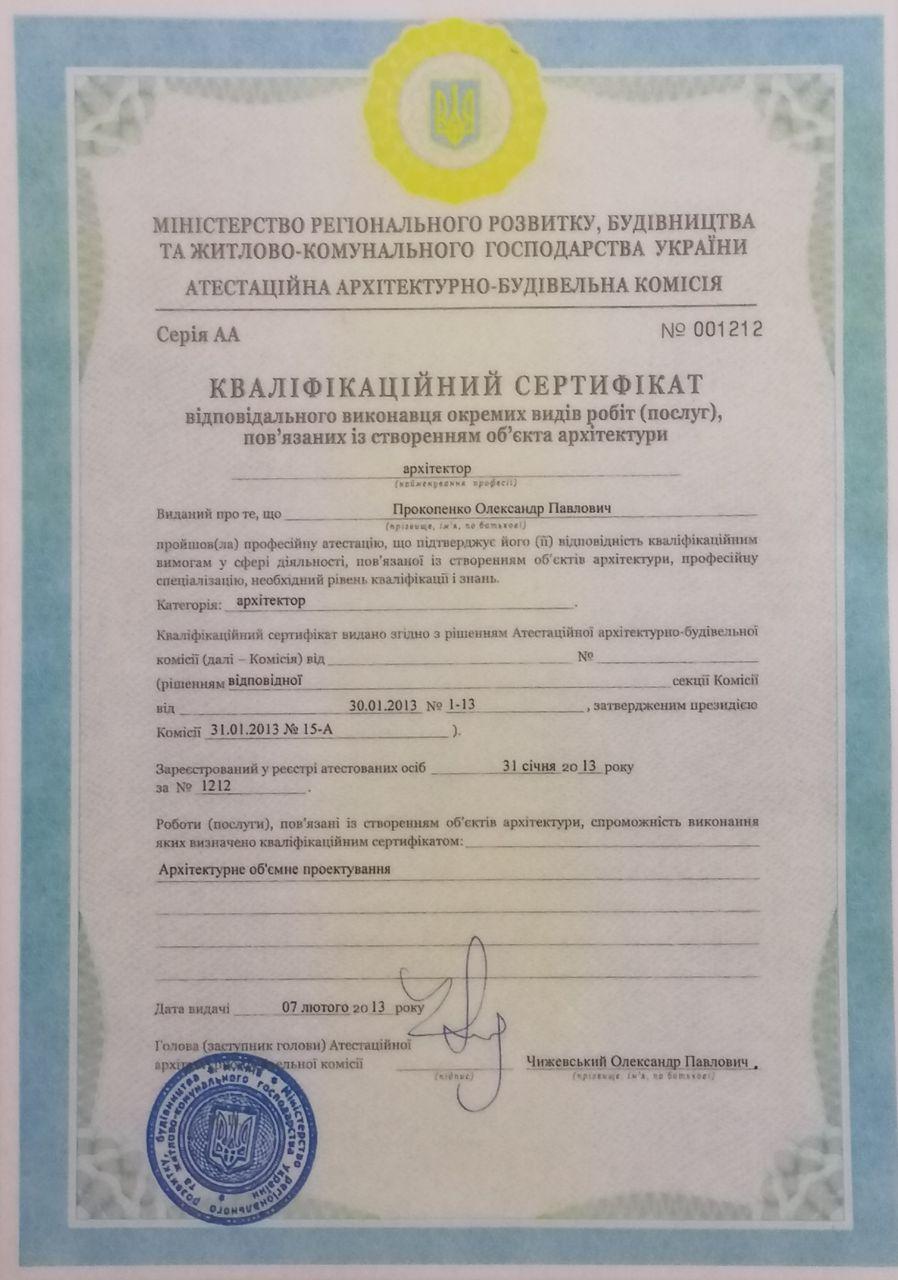 МІНІСТЕРСТВО РЕГІОНАЛЬНОГО РОЗВИТКУ, БУДІВНИЦТВА
ТА ЖИТЛОВО-КОМУНАЛЬНОГО ГОСПОДАРСТВА УКРАЇНИ
АТЕСТАЦІЙНА АРХІТЕКТУРНО-БУДІВЕЛЬНА КОМІСІЯ
Серія АА № 001212
КВАЛІФІКАЦІЙНИЙ СЕРТИФІКАТ
відповідального виконавця окремих видів робіт (послуг),
пов'язаних із створенням об'єкта архітектури
архітектор
(найменування професії)
Виданий про те, що Прокопенко Олександр Павлович
(прізвище, ім'я, по батькові)
пройшов(ла) професійну атестацію, що підтверджує його (її) відповідність кваліфікаційним
вимогам у сфері діяльності, пов'язаної із створенням об'єктів архітектури, професійну
спеціалізацію, необхідний рівень кваліфікації і знань.
Категорія: архітектор.
Кваліфікаційний сертифікат видано згідно з рішенням Атестаційної архітектурно-будівельної
комісії (далі – Комісія) від №
(рішенням відповідної секції Комісії
від 30.01.2013 № 1-13, затвердженим президією
Комісії 31.01.2013 № 15-А ).
Зареєстрований у реєстрі атестованих осіб 31 січня 2013 року
за № 1212.
Роботи (послуги), пов'язані із створенням об'єктів архітектури, спроможність виконання
яких визначено кваліфікаційним сертифікатом:
Архітектурне об'ємне проектування
Дата видачі 07 лютого 2013 року
Голова (заступник голови) Атестаційної
архітектурно-будівельної комісії Чижевський Олександр Павлович.
(підпис) (прізвище, ім'я, по батькові)
Міністерство регіонального розвитку, будівництва
та житлово-комунального господарства України